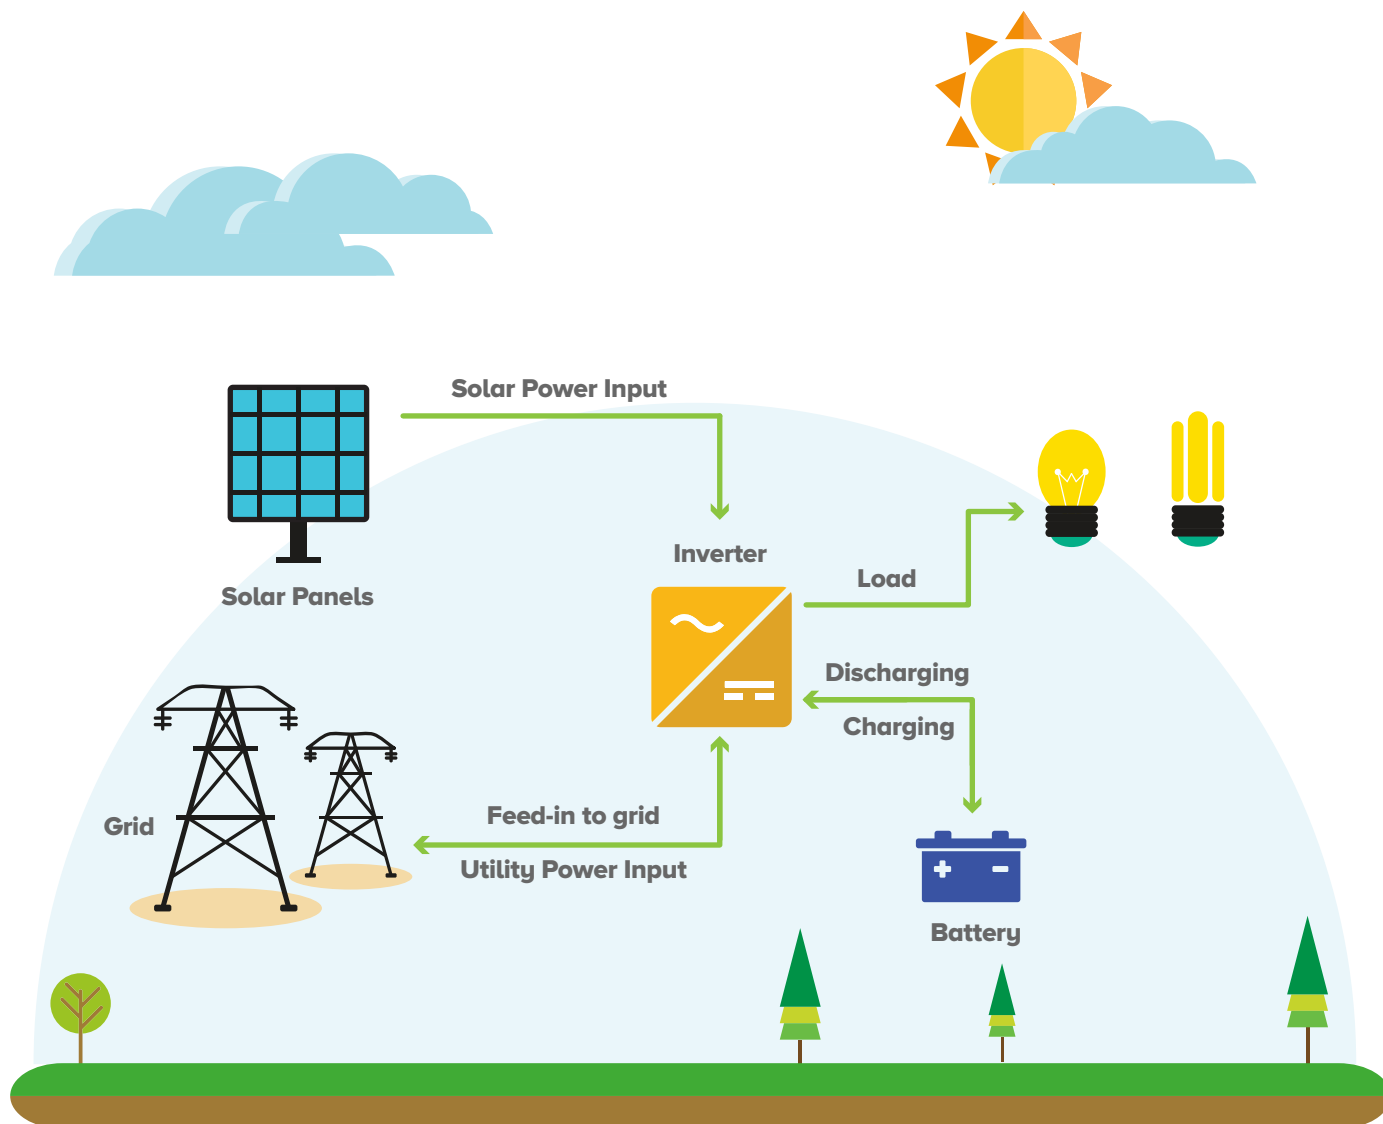 Solar Power Input
Inverter
Load
Solar Panels
Discharging
Charging
Feed-in to grid
Grid
Utility Power Input
Battery